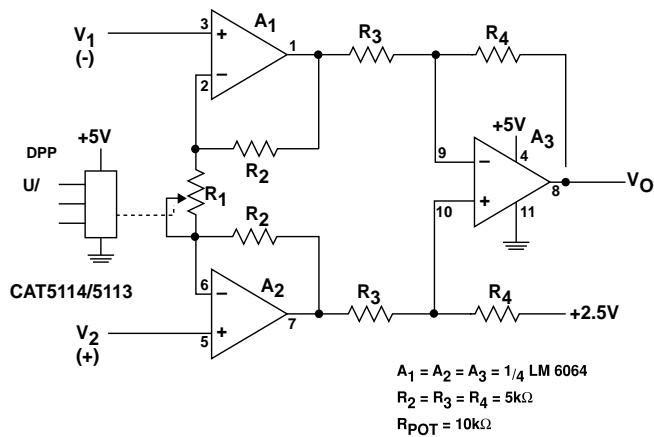 A1
3
+
V1
(-)
1
R3
R4
−
2
+5V
A3
DPP
+5V
R2
9
−
4
U/
R1
VO
8
R2
10
+
11
CAT5114/5113
6
−
A2
R3
R4
+2.5V
7
V2
(+)
5
+
A1 = A2 = A3 = 1/4 LM 6064
R2 = R3 = R4 = 5kΩ
RPOT = 10kΩ